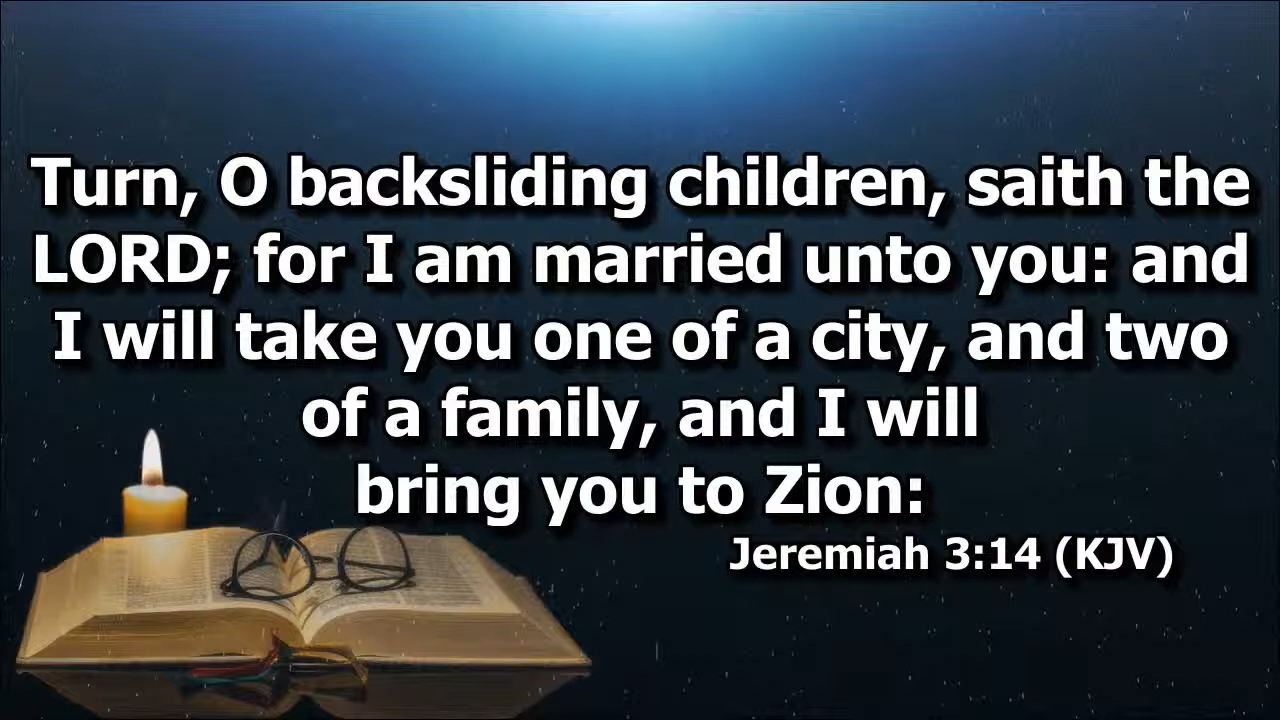 Turn, O backsliding children, saith the
LORD; for I am married unto you: and
I will take you one of a city, and two
of a family, and I will
bring you to Zion:
Jeremiah 3:14 (KJV)